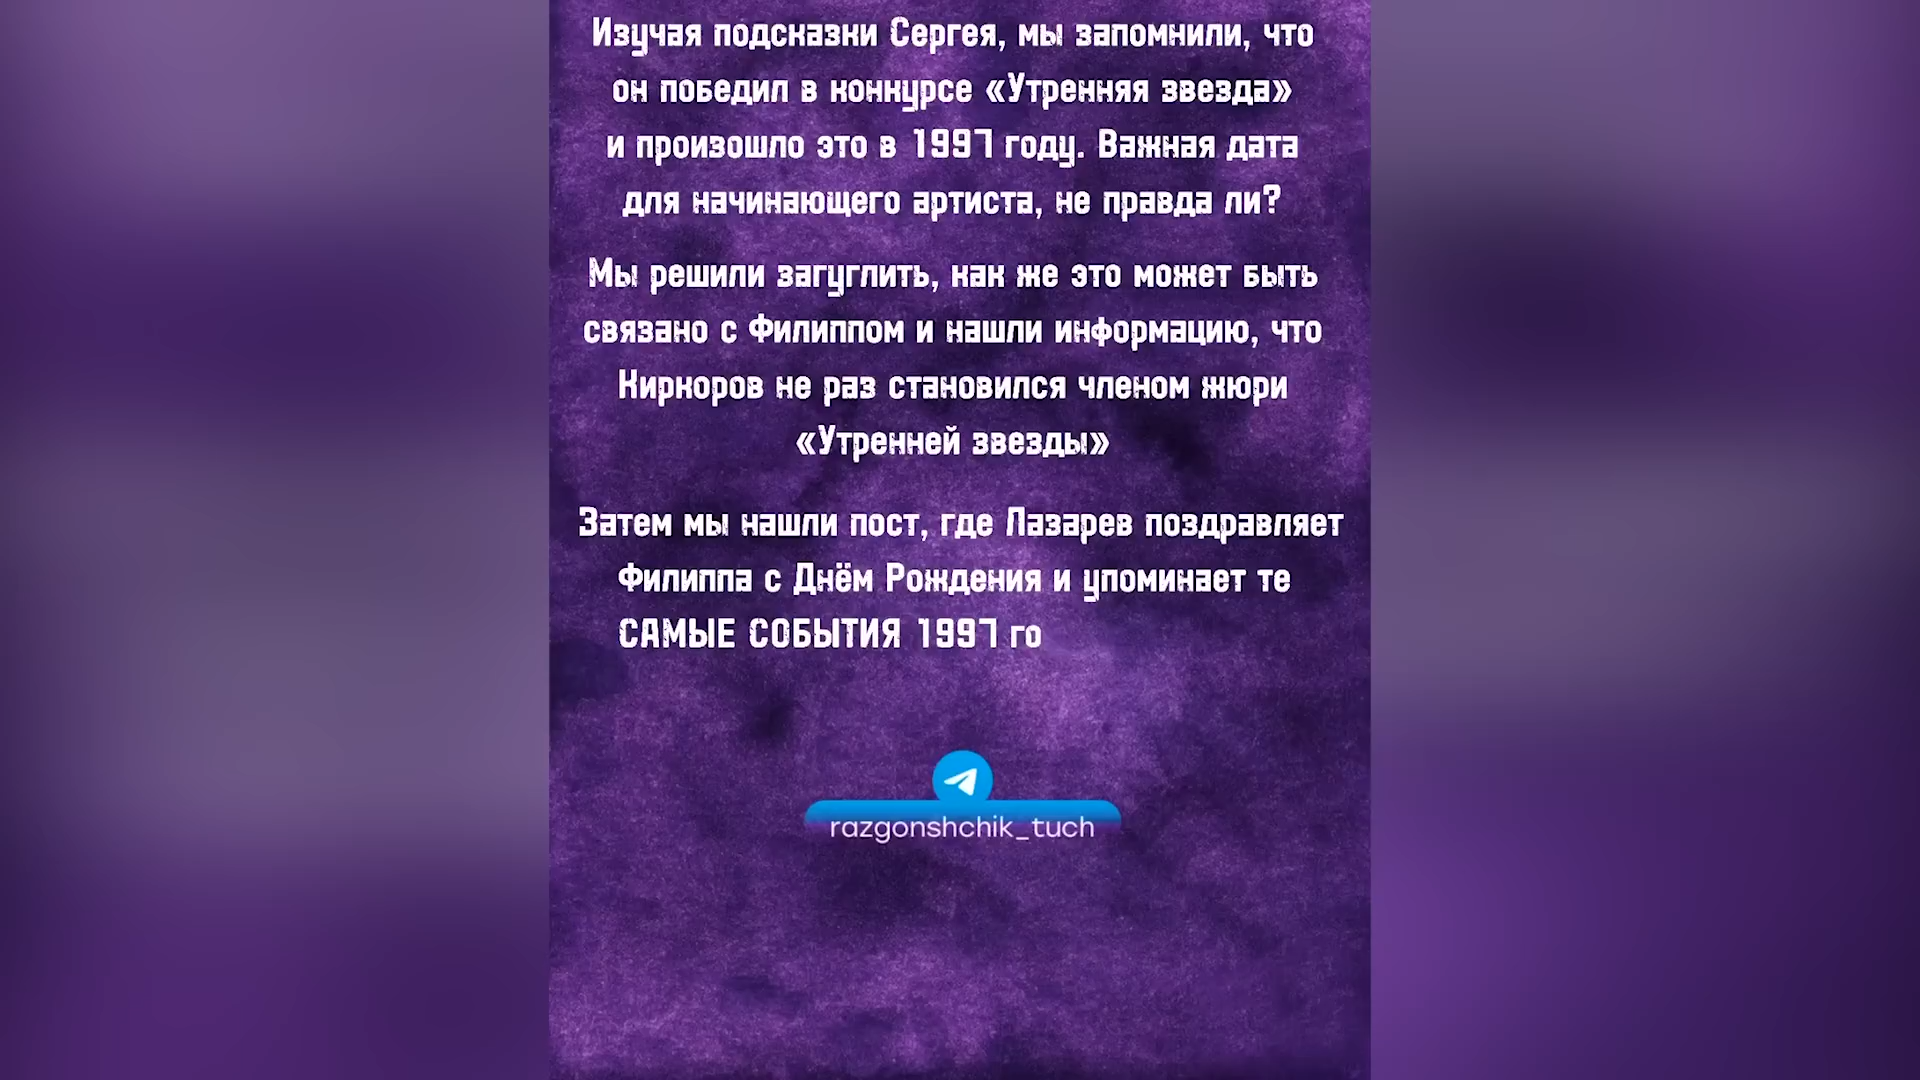 Изучая подсказки Сергея, мы запомнили, что
он победил в конкурсе «Утренняя звезда»
и произошло это в 1997 году. Важная дата
для начинающего артиста, не правда ли?
Мы решили загуглить, как же это может быть
связано с Филиппом и нашли информацию, что
Киркоров не раз становился членом жюри
«Утренней звезды»
Затем мы нашли пост, где Лазарев поздравляет
Филиппа с Днём Рождения и упоминает те
САМЫЕ СОБЫТИЯ 1997 го
razgonshchik_tuch